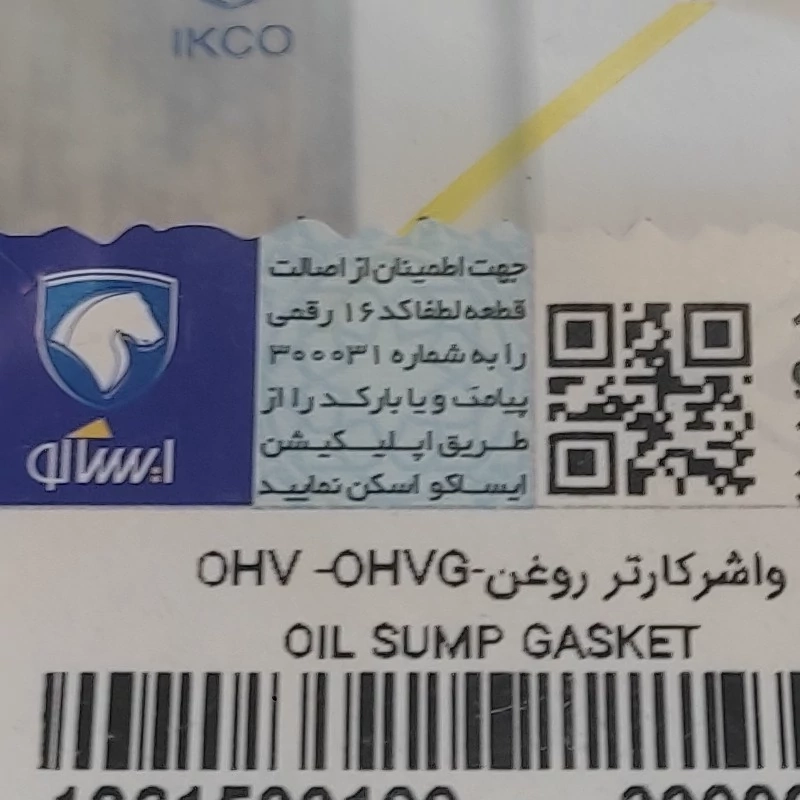 IKCO
جهت اطمینان از اصالت
قطعه لطفا کد ۱۶ رقمی
را به شماره ۳۰۰۰۳۱
پیامک و یا بارکد را از
طریق اپلیکیشن
ایساکو اسکن نمایید
ایساکو
واشرکارتر روغن-OHV -OHVG
OIL SUMP GASKET